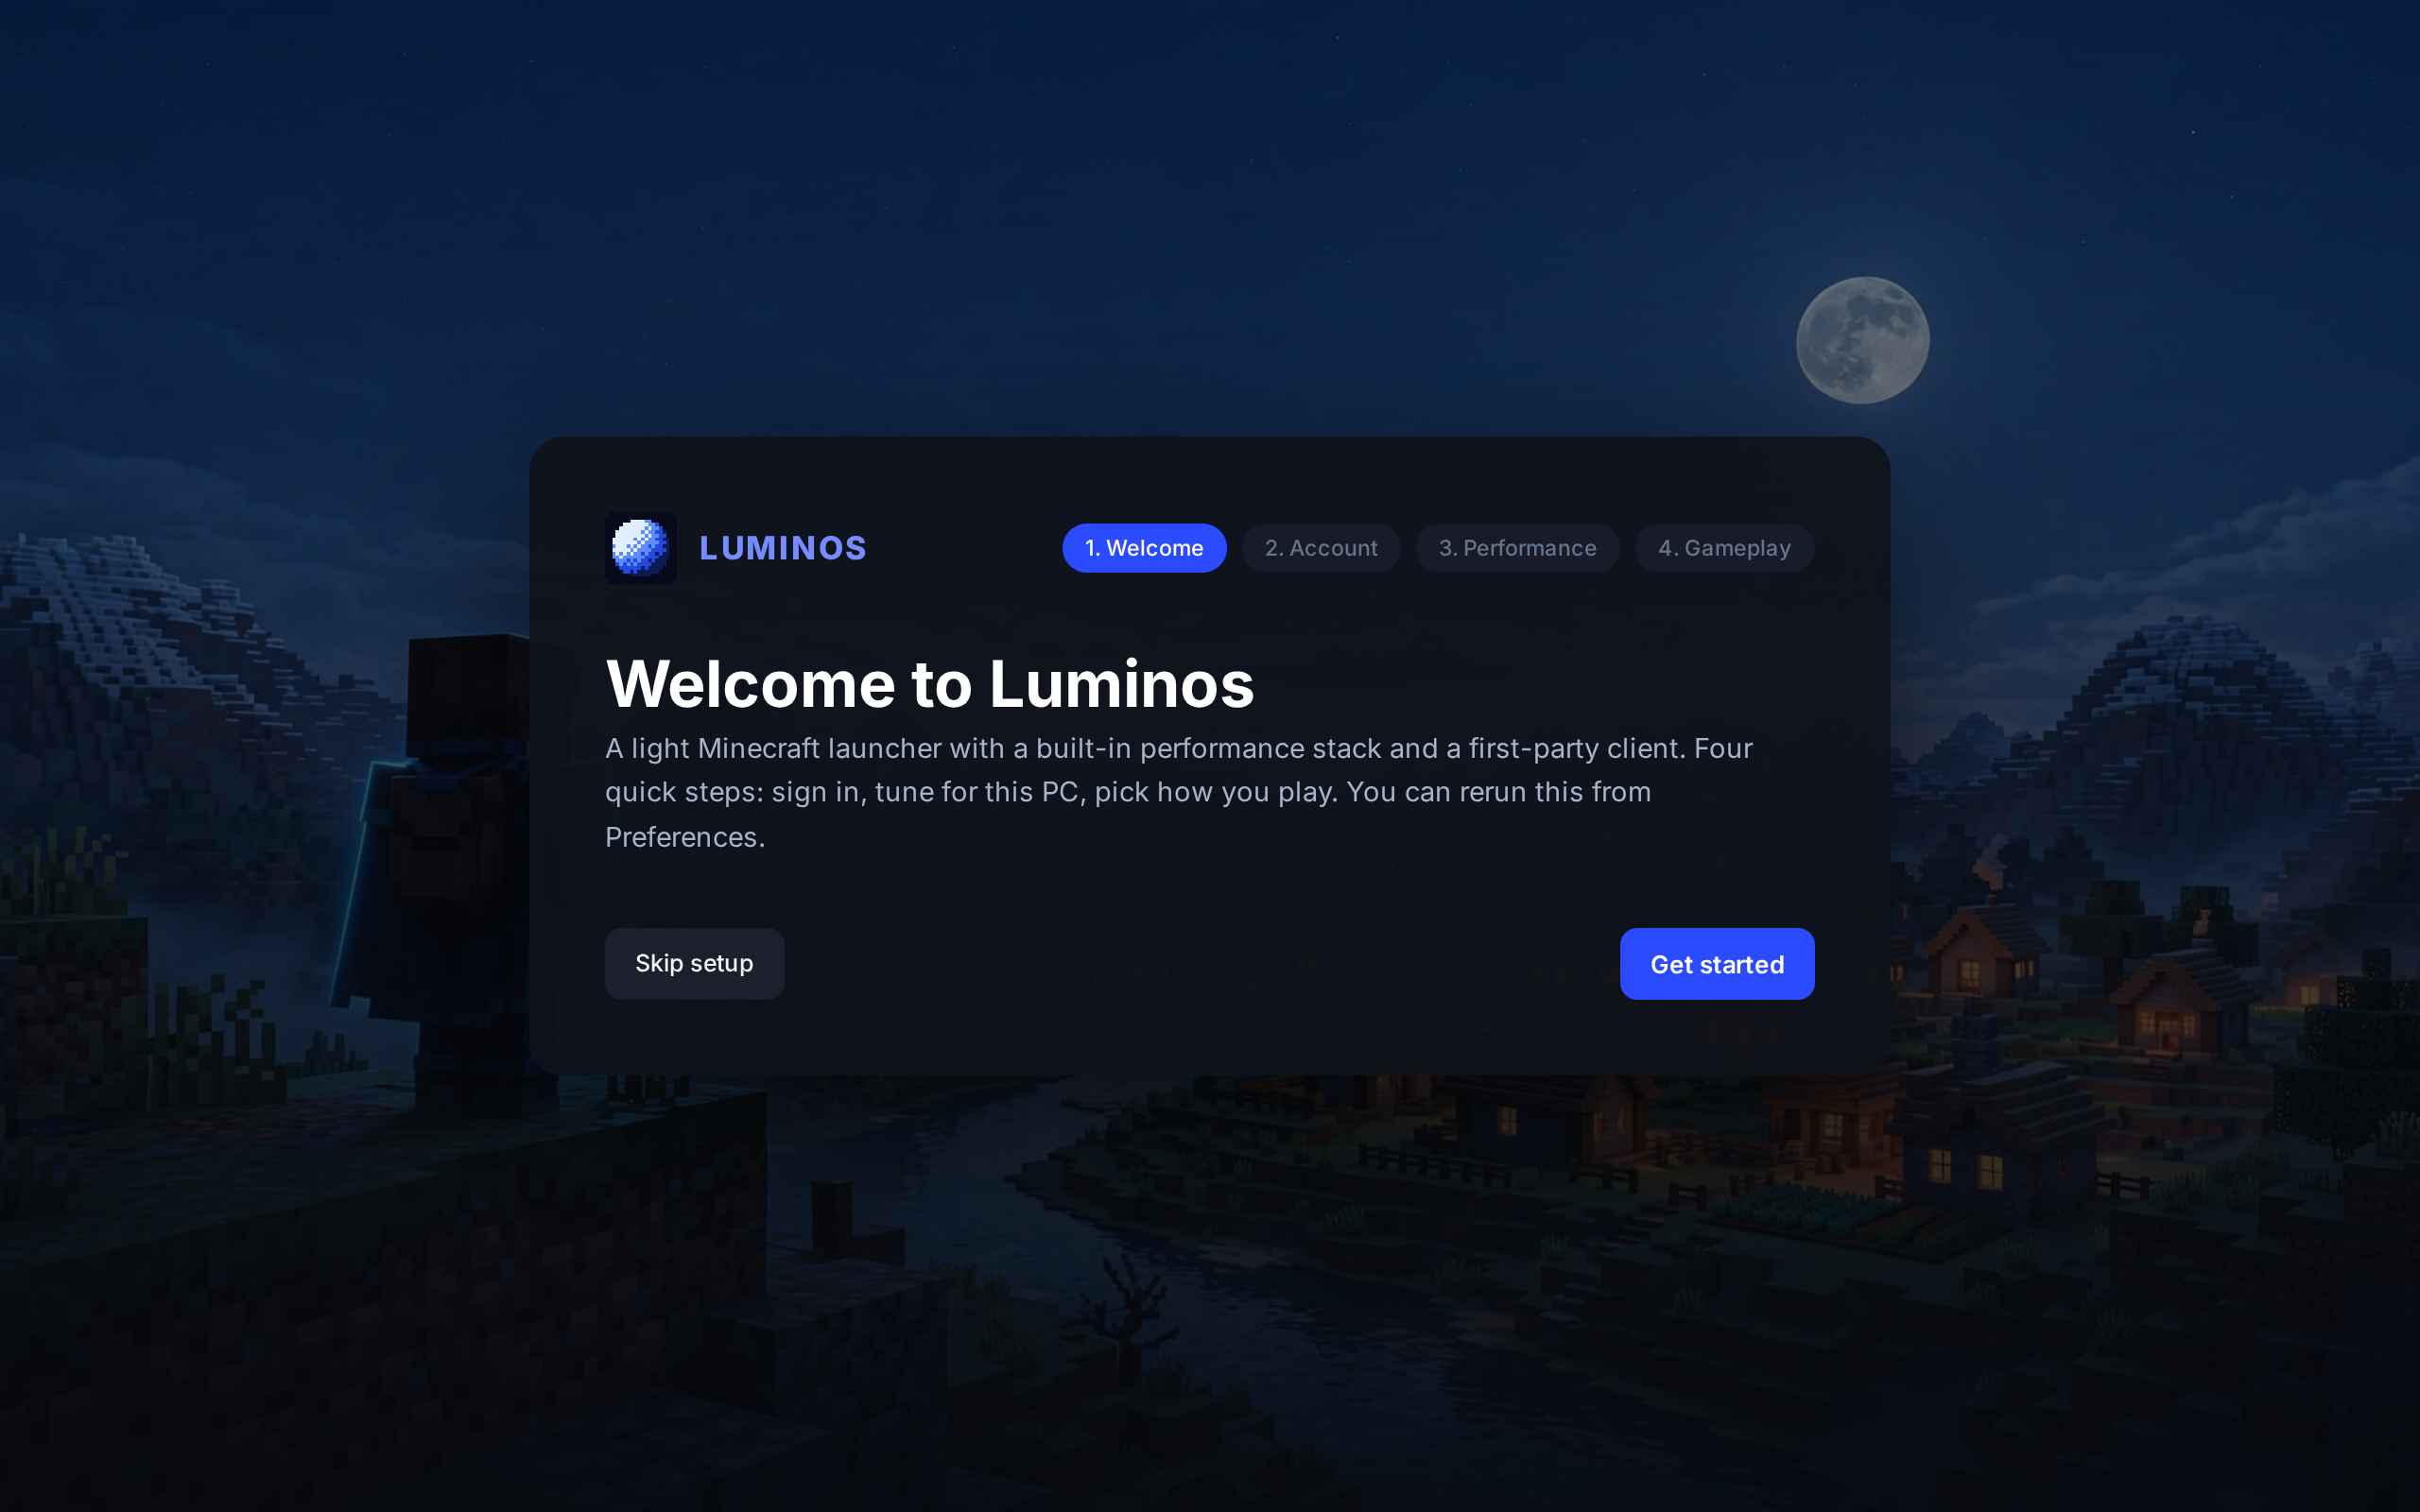 LUMINOS
1. Welcome
2. Account
3. Performance
4. Gameplay
Welcome to Luminos
A light Minecraft launcher with a built-in performance stack and a first-party client. Four
quick steps: sign in, tune for this PC, pick how you play. You can rerun this from
Preferences.
Skip setup
Get started